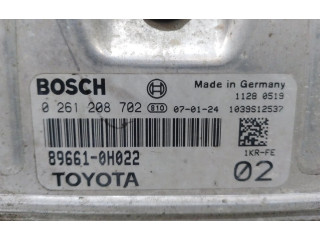 BOSCH Made in Germany
1128 0519
0 261 208 702 810 07-01-24 1039S12537
89661-0H022
1KR-FE
TOYOTA 02